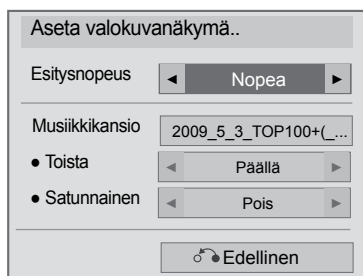 Aseta valokuvanäkymä..
Esitysnopeus ◄ Nopea ►
Musiikkikansio 2009_5_3_TOP100+(_...
● Toista ◄ Päällä ►
● Satunnainen ◄ Pois ►
Edellinen